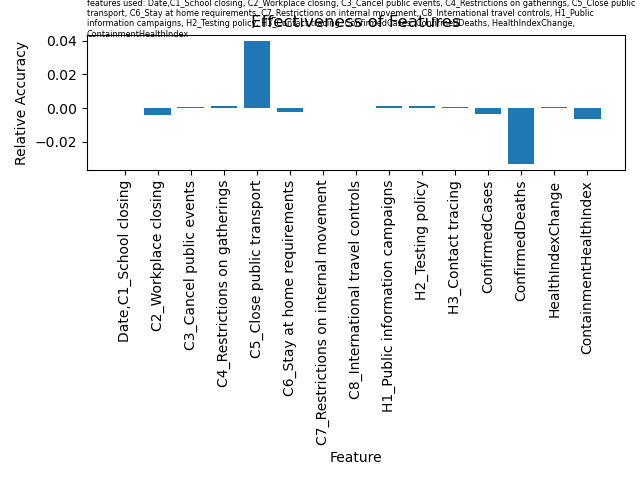 features used: Date,C1_School closing, C2_Workplace closing, C3_Cancel public events, C4_Restrictions on gatherings, C5_Close public
transport, C6_Stay at home requirements, C7_Restrictions on internal movement, C8_International travel controls, H1_Public
Effectiveness of Features
information campaigns, H2_Testing policy, H3_Contact tracing, ConfirmedCases, ConfirmedDeaths, HealthIndexChange,
ContainmentHealthIndex
0.04
0.02
0.00
−0.02
Relative Accuracy
Date,C1_School closing
C2_Workplace closing
C3_Cancel public events
C4_Restrictions on gatherings
C5_Close public transport
C6_Stay at home requirements
C7_Restrictions on internal movement
C8_International travel controls
H1_Public information campaigns
H2_Testing policy
H3_Contact tracing
ConfirmedCases
ConfirmedDeaths
HealthIndexChange
ContainmentHealthIndex
Feature